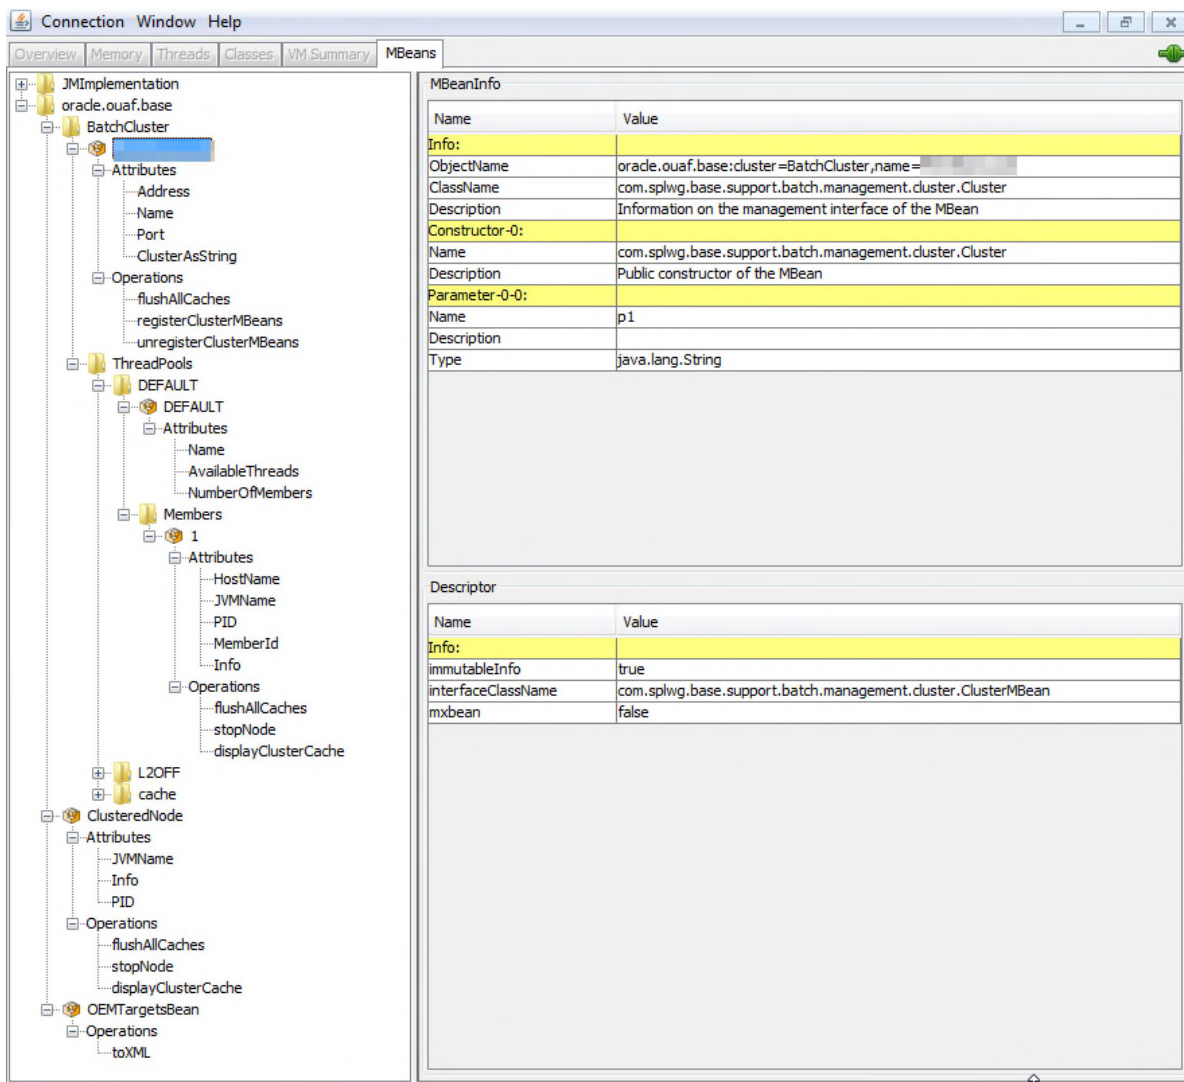 Connection Window Help
Overview Memory Threads Classes VM Summary MBeans
JMImplementation
oracle.ouaf.base
BatchCluster
Attributes
Address
Name
Port
ClusterAsString
Operations
flushAllCaches
registerClusterMBeans
unregisterClusterMBeans
ThreadPools
DEFAULT
DEFAULT
Attributes
Name
AvailableThreads
NumberOfMembers
Members
1
Attributes
HostName
JVMName
PID
MemberId
Info
Operations
flushAllCaches
stopNode
displayClusterCache
L2OFF
cache
ClusteredNode
Attributes
JVMName
Info
PID
Operations
flushAllCaches
stopNode
displayClusterCache
OEMTargetsBean
Operations
toXML
MBeanInfo
Name Value
Info:
ObjectName oracle.ouaf.base:cluster=BatchCluster,name=
ClassName com.splwg.base.support.batch.management.cluster.Cluster
Description Information on the management interface of the MBean
Constructor-0:
Name com.splwg.base.support.batch.management.cluster.Cluster
Description Public constructor of the MBean
Parameter-0-0:
Name p1
Description
Type java.lang.String
Descriptor
Name Value
Info:
immutableInfo true
interfaceClassName com.splwg.base.support.batch.management.cluster.ClusterMBean
mxbean false